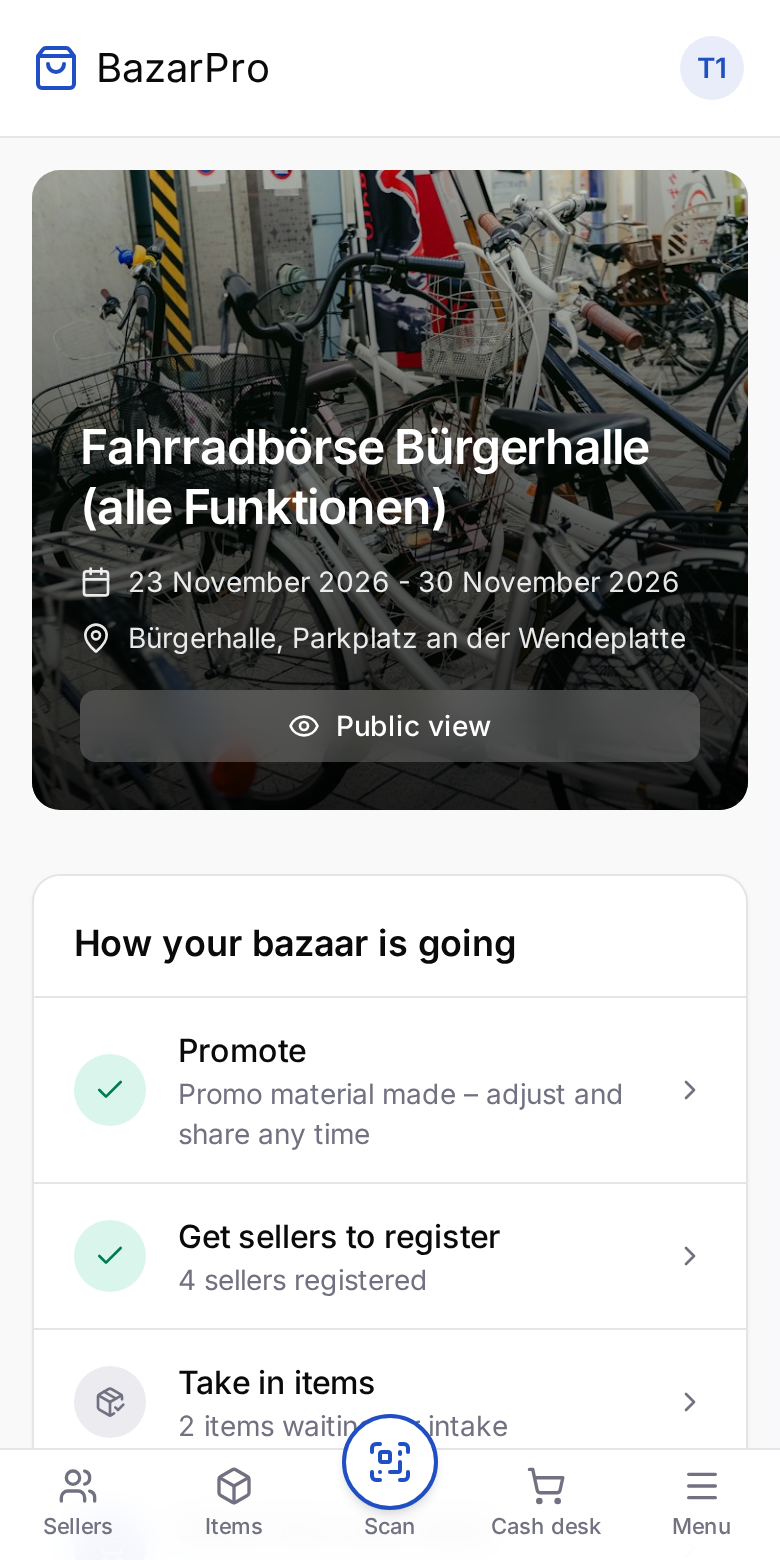 BazarPro
T1
Fahrradbörse Bürgerhalle
(alle Funktionen)
23 November 2026 - 30 November 2026
Bürgerhalle, Parkplatz an der Wendeplatte
Public view
How your bazaar is going
Promote
Promo material made – adjust and
share any time
Get sellers to register
4 sellers registered
Take in items
2 items waiting intake
Sellers
Items
Scan
Cash desk
Menu